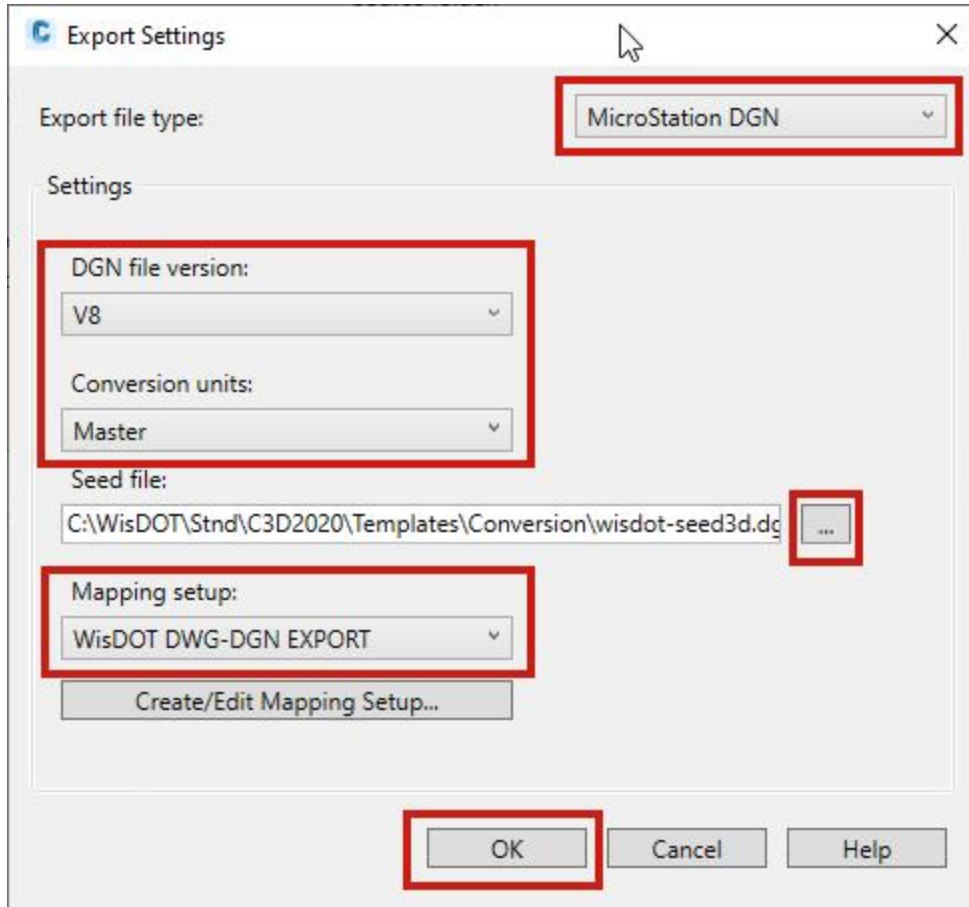 Export Settings
Export file type:
MicroStation DGN
Settings
DGN file version:
V8
Conversion units:
Master
Seed file:
C:\WisDOT\Stnd\C3D2020\Templates\Conversion\wisdot-seed3d.dg
...
Mapping setup:
WisDOT DWG-DGN EXPORT
Create/Edit Mapping Setup...
OK
Cancel
Help